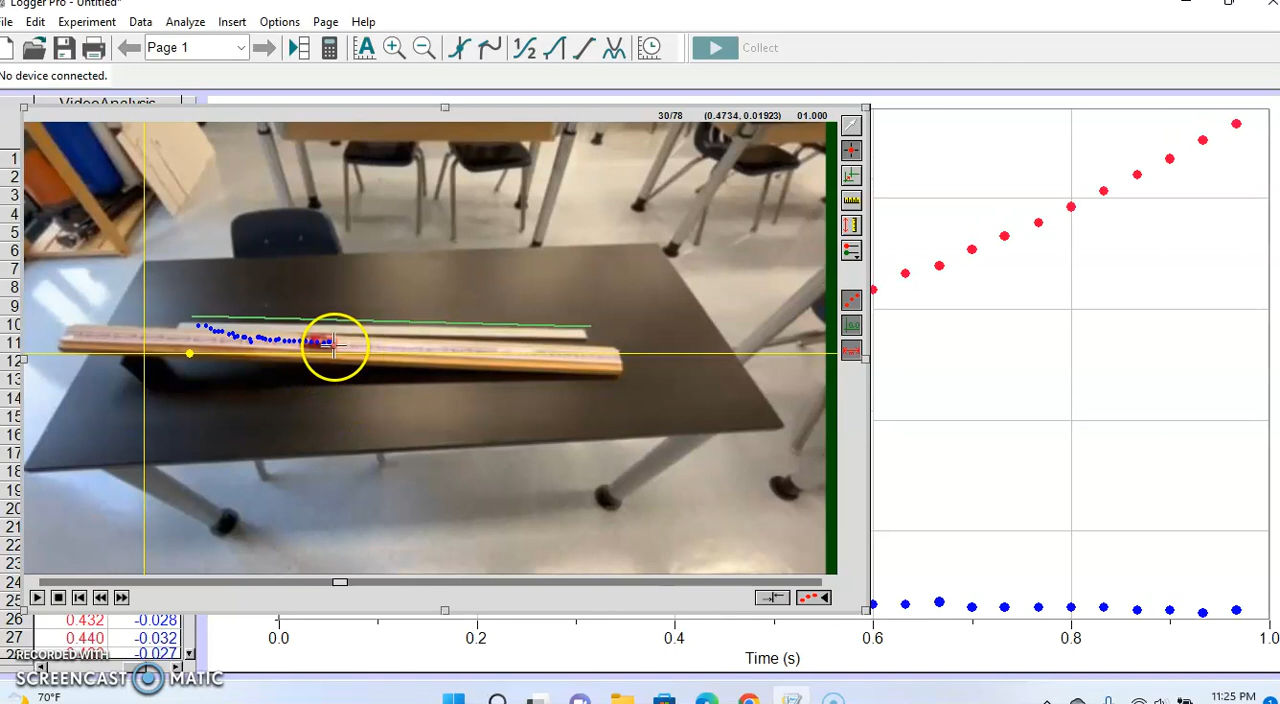 Logger Pro - Untitled*
File Edit Experiment Data Analyze Insert Options Page Help
Page 1
Collect
No device connected.
VideoAnalysis
30/78 (0.4734, 0.01923) 01.000
1
2
3
4
5
6
7
8
9
10
11
12
13
14
15
16
17
18
19
20
21
22
23
24
25
26 0.432 -0.028
27 0.440 -0.032
-0.027
0.0 0.2 0.4 0.6 0.8 1.0
Time (s)
RECORDED WITH
SCREENCAST MATIC
70°F
11:25 PM